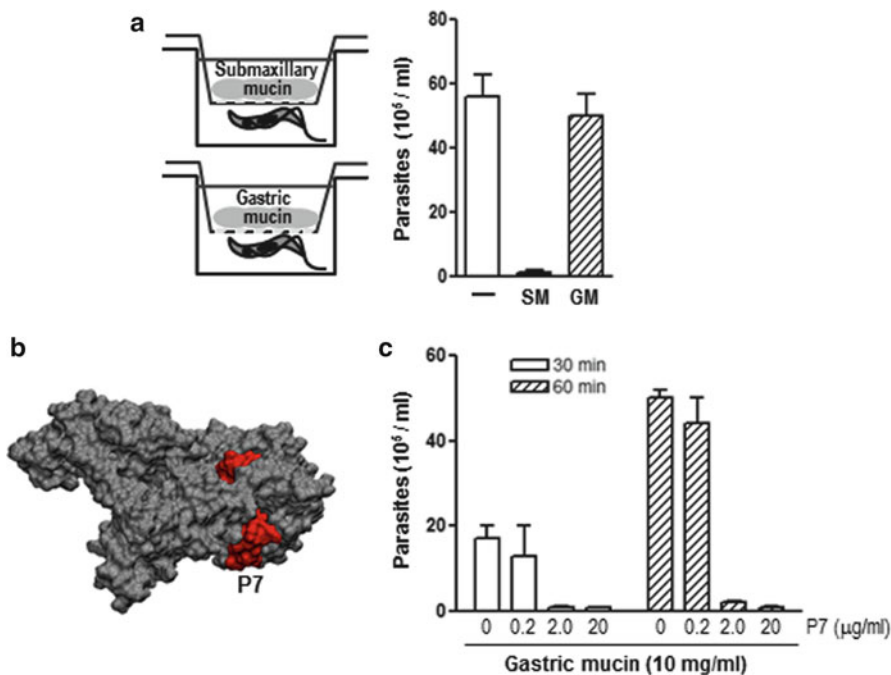 a
Submaxillary
mucin
Gastric
mucin
Parasites (10⁵ / ml)
80
60
40
20
0
— SM GM
b
P7
c
30 min
60 min
Parasites (10⁵ / ml)
60
40
20
0
0 0.2 2.0 20 0 0.2 2.0 20 P7 (μg/ml)
Gastric mucin (10 mg/ml)